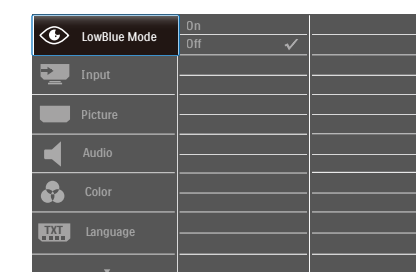 LowBlue Mode
On
Off
Input
Picture
Audio
Color
TXT
Language